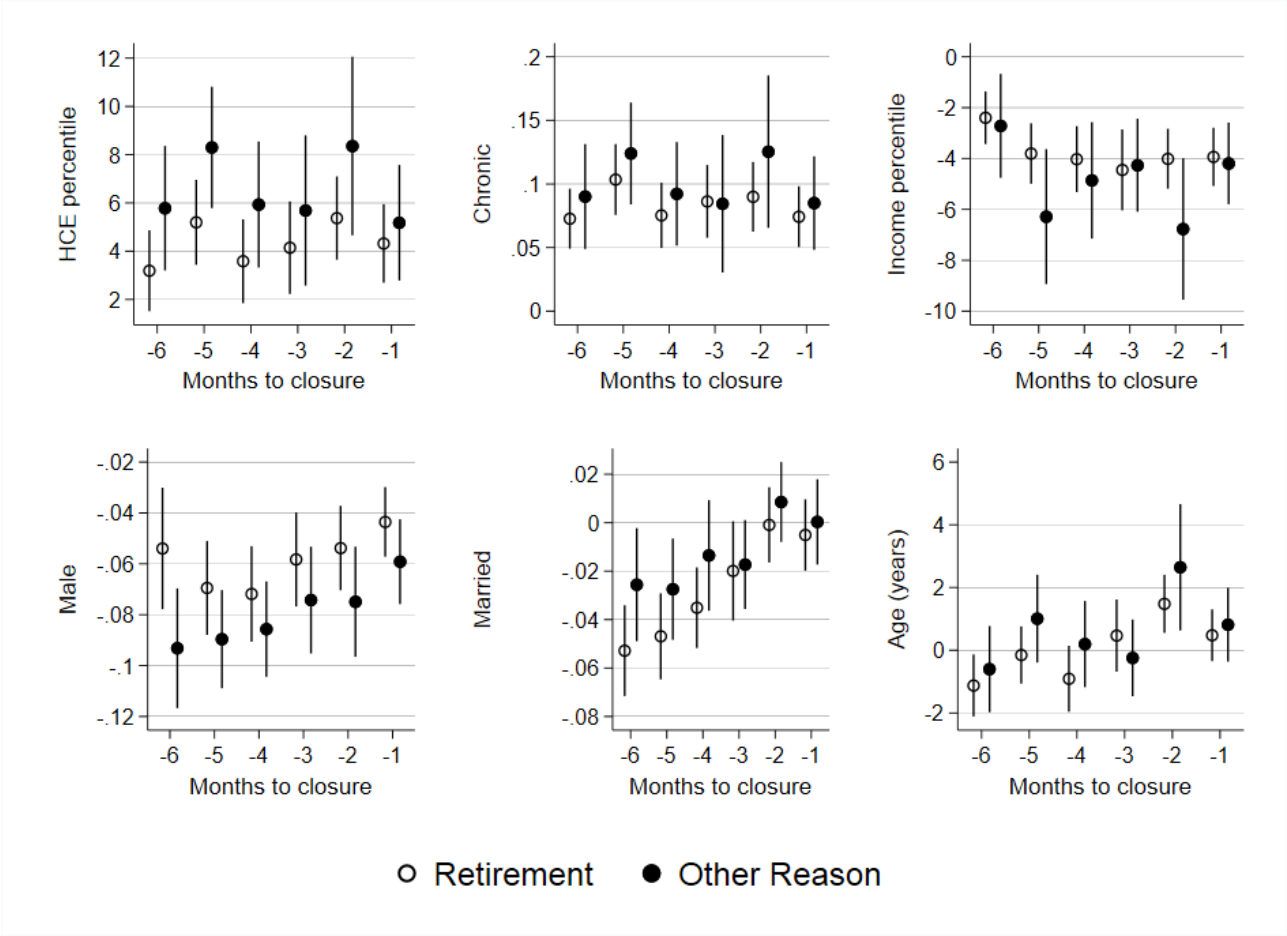 HCE percentile
12
10
8
6
4
2
-6 -5 -4 -3 -2 -1
Months to closure
Chronic
.2
.15
.1
.05
0
-6 -5 -4 -3 -2 -1
Months to closure
Income percentile
0
-2
-4
-6
-8
-10
-6 -5 -4 -3 -2 -1
Months to closure
Male
-.02
-.04
-.06
-.08
-.1
-.12
-6 -5 -4 -3 -2 -1
Months to closure
Married
.02
0
-.02
-.04
-.06
-.08
-6 -5 -4 -3 -2 -1
Months to closure
Age (years)
6
4
2
0
-2
-6 -5 -4 -3 -2 -1
Months to closure
Retirement Other Reason